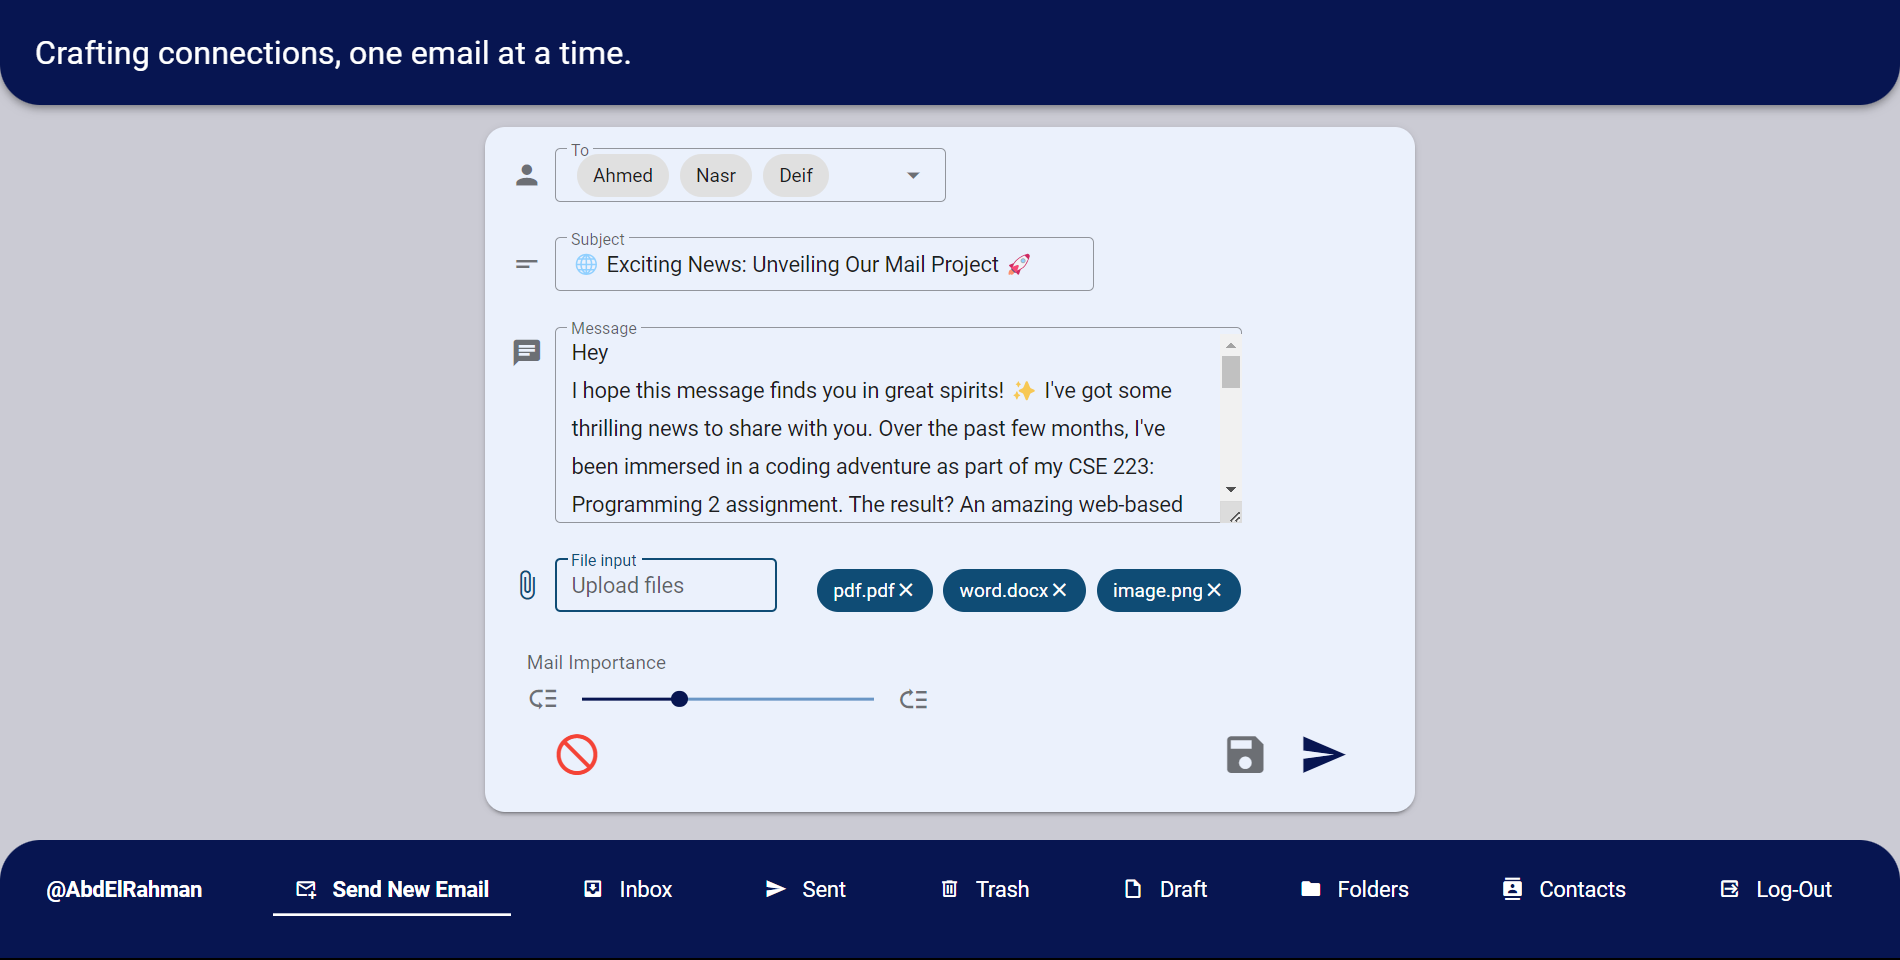 Crafting connections, one email at a time.
To
Ahmed Nasr Deif
Subject
🌐 Exciting News: Unveiling Our Mail Project 🚀
Message
Hey
I hope this message finds you in great spirits! ✨ I've got some
thrilling news to share with you. Over the past few months, I've
been immersed in a coding adventure as part of my CSE 223:
Programming 2 assignment. The result? An amazing web-based
File input
Upload files
pdf.pdf word.docx image.png
Mail Importance
@AbdElRahman Send New Email Inbox Sent Trash Draft Folders Contacts Log-Out